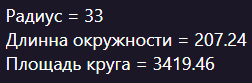 Радиус = 33
Длинна окружности = 207.24
Площадь круга = 3419.46